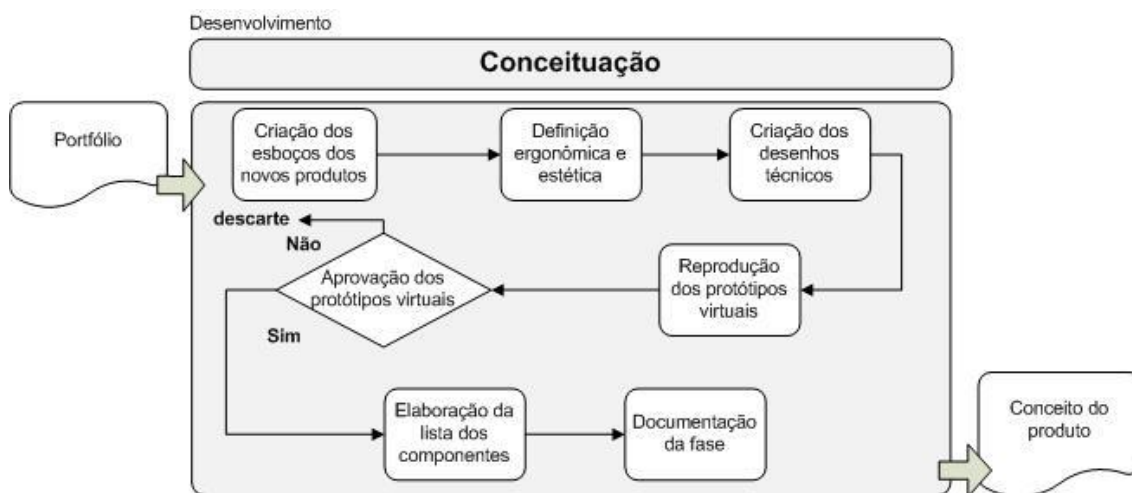 Desenvolvimento
Conceituação
Portfólio
Criação dos
esboços dos
novos produtos
Definição
ergonômica e
estética
Criação dos
desenhos
técnicos
descarte
Não
Aprovação dos
protótipos virtuais
Reprodução
dos protótipos
virtuais
Sim
Elaboração da
lista dos
componentes
Documentação
da fase
Conceito do
produto